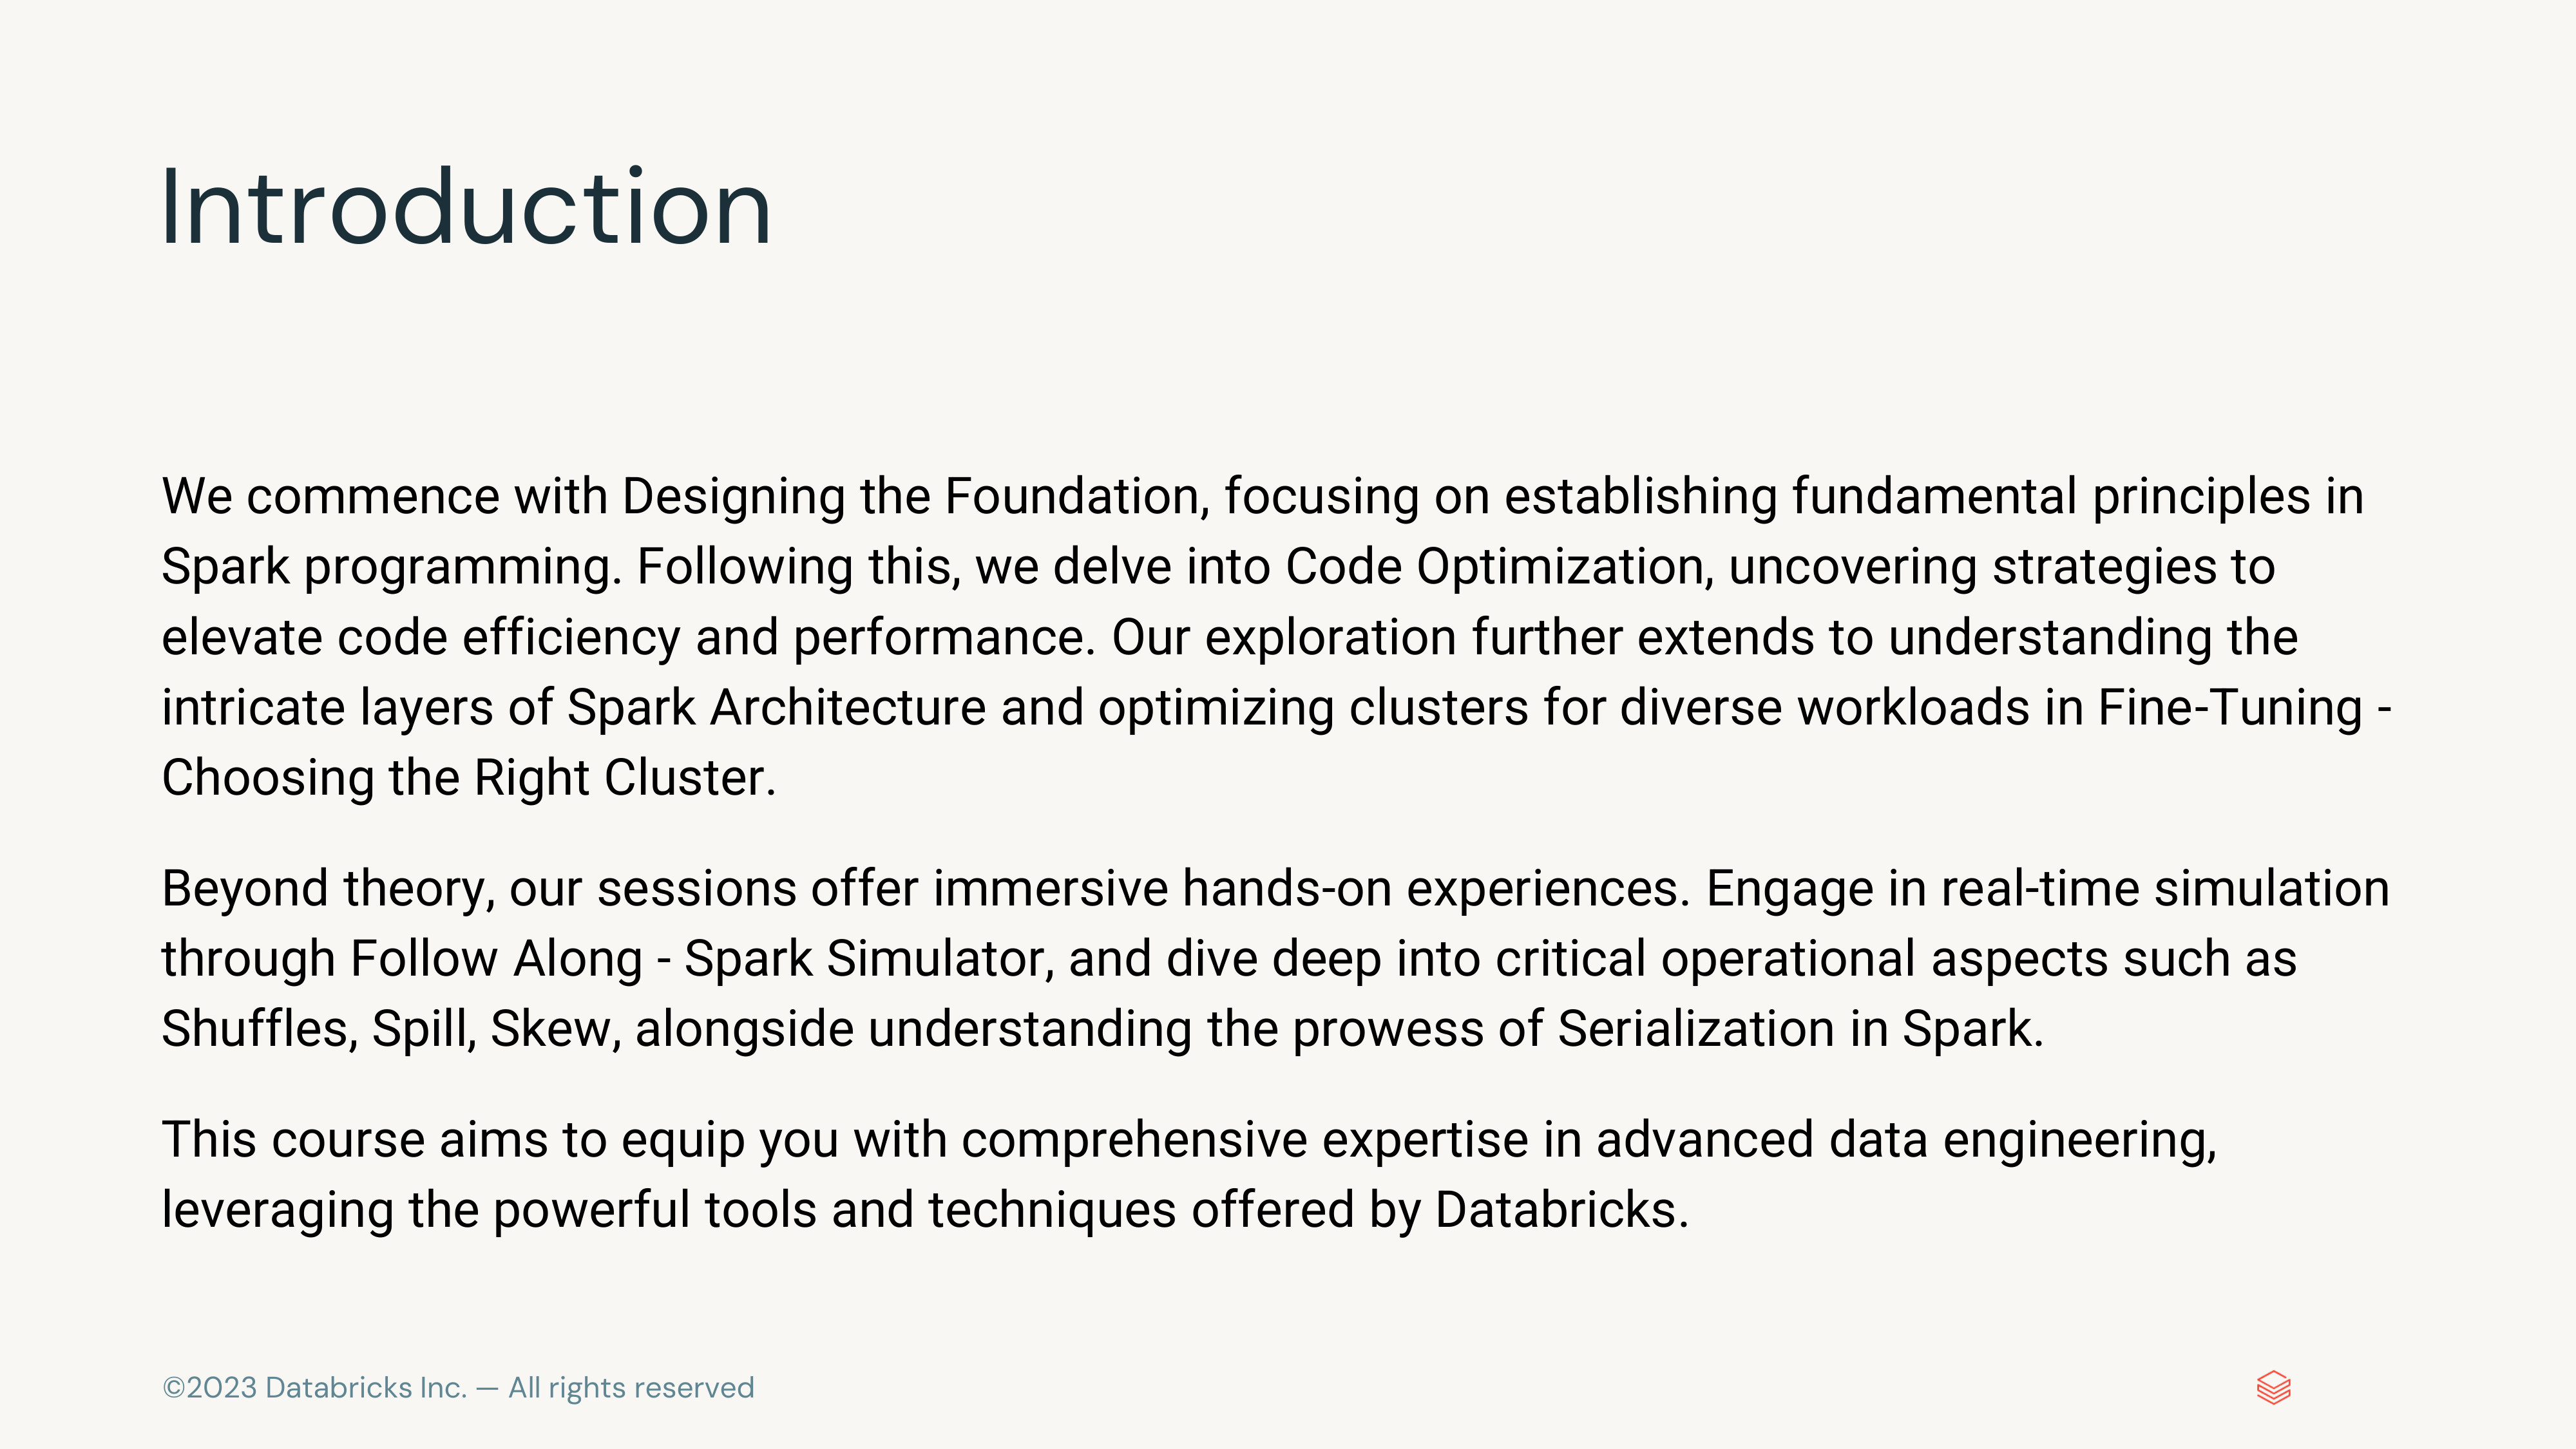 Introduction
We commence with Designing the Foundation, focusing on establishing fundamental principles in
Spark programming. Following this, we delve into Code Optimization, uncovering strategies to
elevate code efficiency and performance. Our exploration further extends to understanding the
intricate layers of Spark Architecture and optimizing clusters for diverse workloads in Fine-Tuning -
Choosing the Right Cluster.
Beyond theory, our sessions offer immersive hands-on experiences. Engage in real-time simulation
through Follow Along - Spark Simulator, and dive deep into critical operational aspects such as
Shuffles, Spill, Skew, alongside understanding the prowess of Serialization in Spark.
This course aims to equip you with comprehensive expertise in advanced data engineering,
leveraging the powerful tools and techniques offered by Databricks.
©2023 Databricks Inc. — All rights reserved